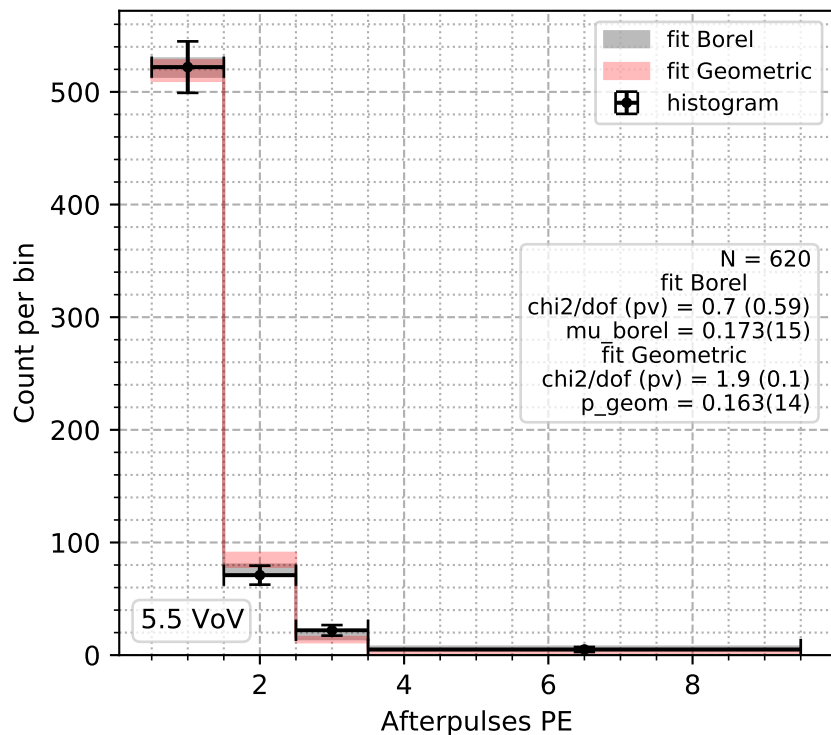 fit Borel
fit Geometric
histogram
500
400
300
200
100
0
Count per bin
N = 620
fit Borel
chi2/dof (pv) = 0.7 (0.59)
mu_borel = 0.173(15)
fit Geometric
chi2/dof (pv) = 1.9 (0.1)
p_geom = 0.163(14)
5.5 VoV
2 4 6 8
Afterpulses PE